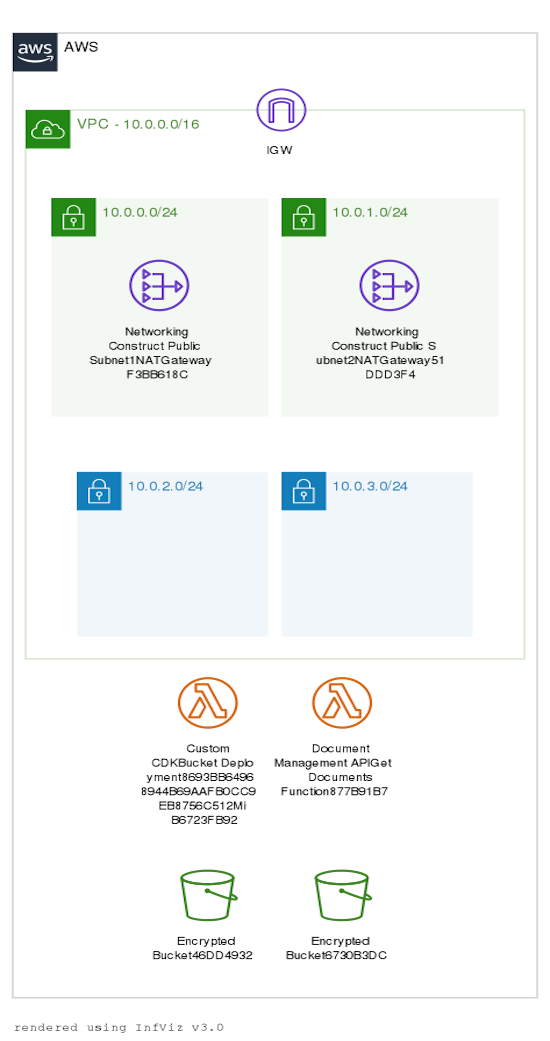 aws
AWS
VPC - 10.0.0.0/16
IGW
10.0.0.0/24
10.0.1.0/24
Networking
Construct Public
Subnet1NATGateway
F3BB618C
Networking
Construct Public S
ubnet2NATGateway51
DDD3F4
10.0.2.0/24
10.0.3.0/24
Custom
CDKBucket Deplo
yment8693BB6496
8944B69AAFB0CC9
EB8756C512Mi
B6723FB92
Document
Management APIGet
Documents
Function877B91B7
Encrypted
Bucket46DD4932
Encrypted
Bucket6730B3DC
rendered using InfViz v3.0